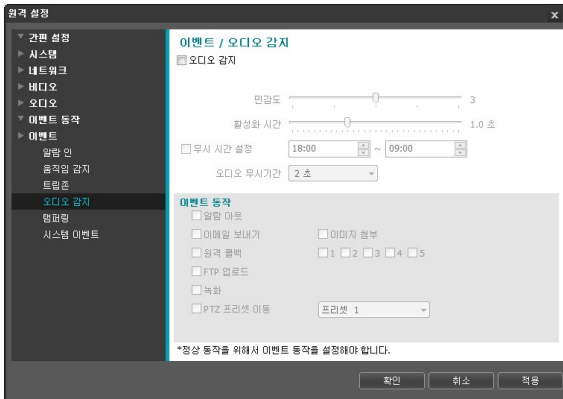 원격 설정
x
간편 설정
시스템
네트워크
비디오
오디오
이벤트 동작
이벤트
알람 인
움직임 감지
트립존
오디오 감지
탬퍼링
시스템 이벤트
이벤트 / 오디오 감지
오디오 감지
민감도 3
활성화 시간 1.0 초
무시 시간 설정 18:00 ~ 09:00
오디오 무시기간 2 초
이벤트 동작
알람 아웃
이메일 보내기 이미지 첨부
원격 콜백 1 2 3 4 5
FTP 업로드
녹화
PTZ 프리셋 이동 프리셋 1
*정상 동작을 위해서 이벤트 동작을 설정해야 합니다.
확인 취소 적용